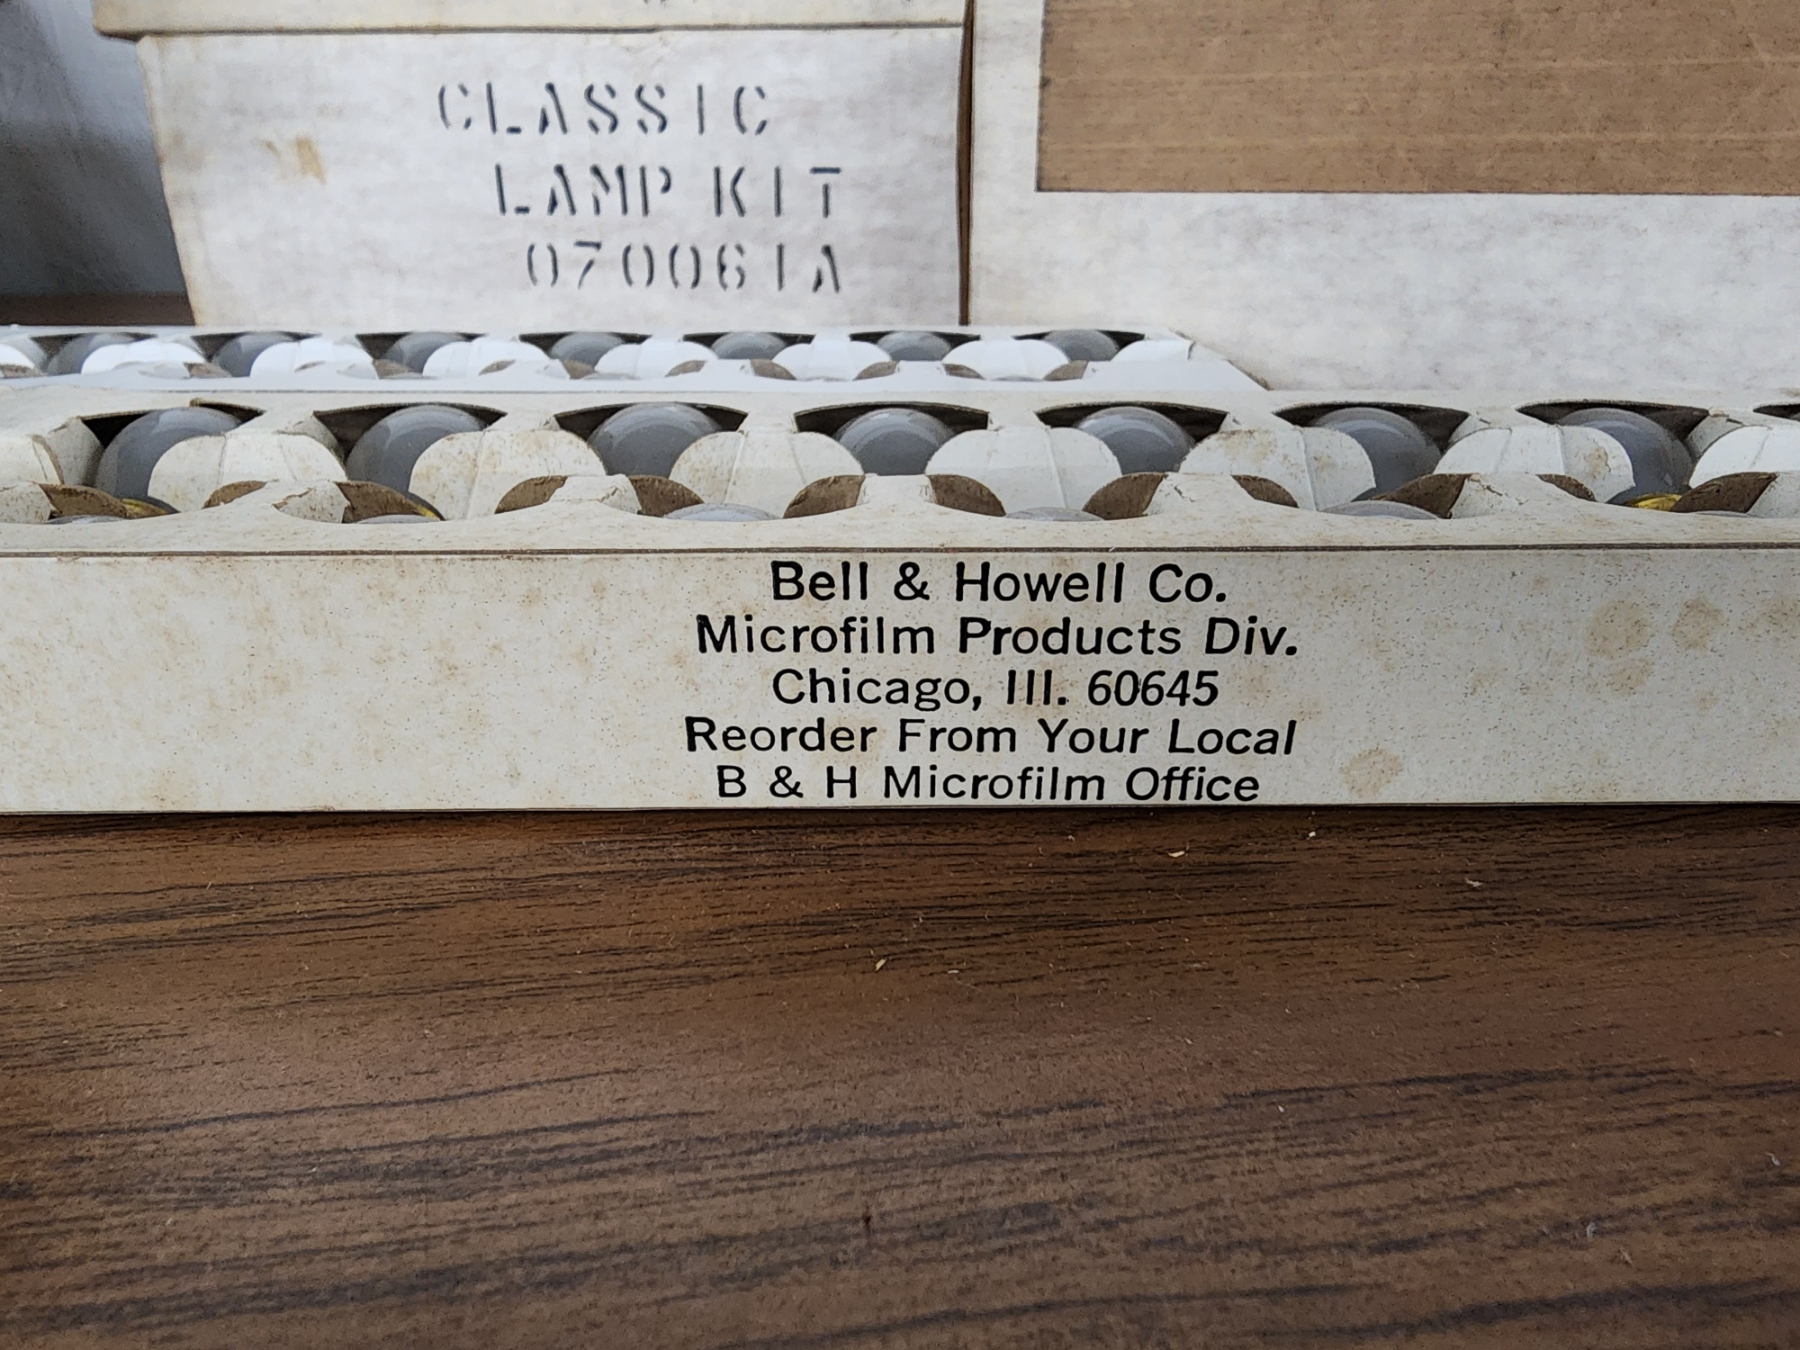 CLASSIC
LAMP KIT
070061A
Bell & Howell Co.
Microfilm Products Div.
Chicago, Ill. 60645
Reorder From Your Local
B & H Microfilm Office